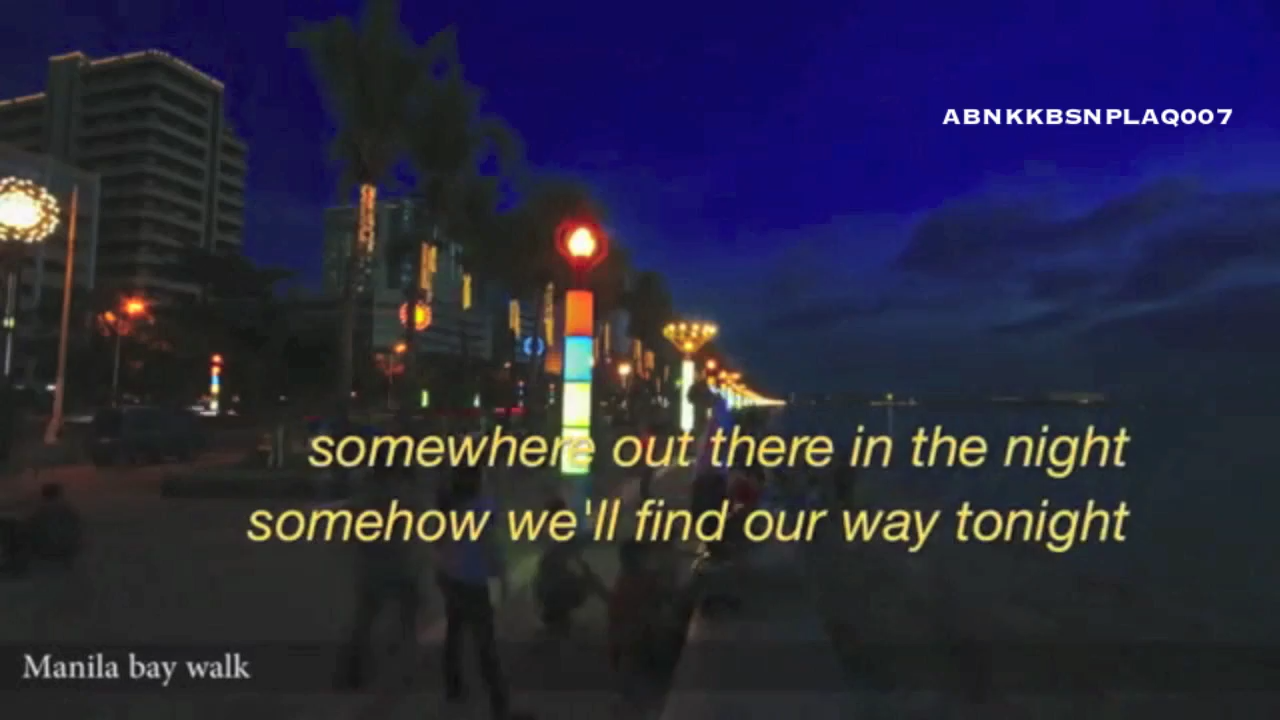 ABNKKBSNPLAQ007
somewhere out there in the night
somehow we'll find our way tonight
Manila bay walk